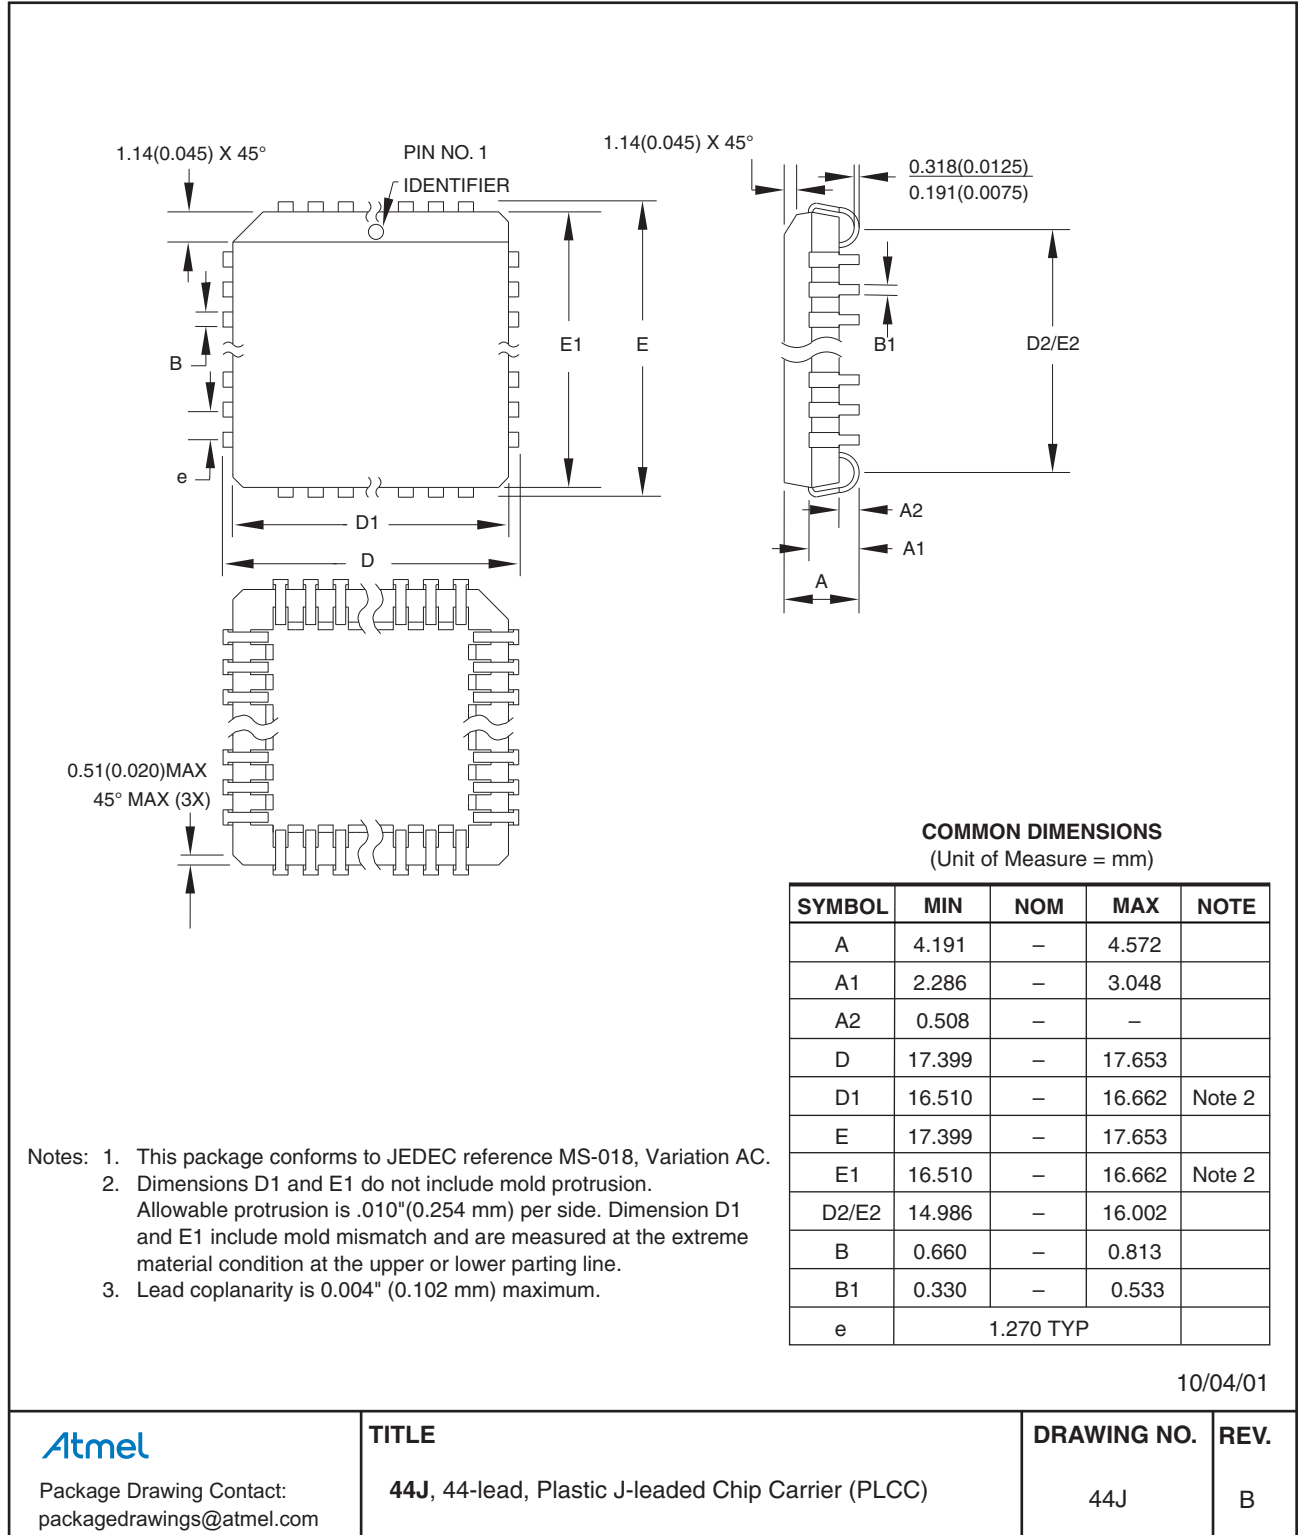 1.14(0.045) X 45°
PIN NO. 1
IDENTIFIER
1.14(0.045) X 45°
0.318(0.0125)
0.191(0.0075)
B
e
E1
E
B1
D2/E2
D1
D
A2
A1
A
0.51(0.020)MAX
45° MAX (3X)
COMMON DIMENSIONS
(Unit of Measure = mm)
SYMBOL MIN NOM MAX NOTE
A 4.191 – 4.572
A1 2.286 – 3.048
A2 0.508 – –
D 17.399 – 17.653
D1 16.510 – 16.662 Note 2
E 17.399 – 17.653
E1 16.510 – 16.662 Note 2
D2/E2 14.986 – 16.002
B 0.660 – 0.813
B1 0.330 – 0.533
e 1.270 TYP
Notes: 1. This package conforms to JEDEC reference MS-018, Variation AC.
2. Dimensions D1 and E1 do not include mold protrusion.
Allowable protrusion is .010"(0.254 mm) per side. Dimension D1
and E1 include mold mismatch and are measured at the extreme
material condition at the upper or lower parting line.
3. Lead coplanarity is 0.004" (0.102 mm) maximum.
10/04/01
Atmel
Package Drawing Contact:
packagedrawings@atmel.com
TITLE
44J, 44-lead, Plastic J-leaded Chip Carrier (PLCC)
DRAWING NO.
44J
REV.
B